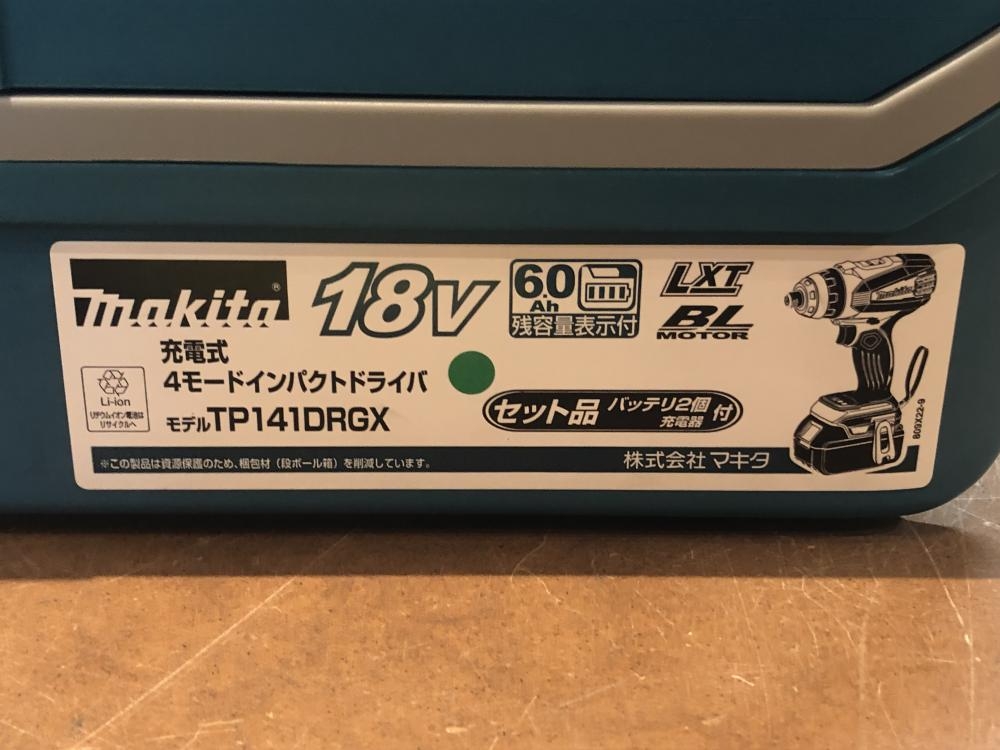 makita®
18V
6.0
Ah
残容量表示付
LXT
BL
MOTOR
充電式
4モードインパクトドライバ
モデルTP141DRGX
Li-ion
リチウムイオン電池は
リサイクルへ
セット品 バッテリ2個
充電器
付
809X22-9
※この製品は資源保護のため、梱包材(段ボール箱)を削減しています。
株式会社 マキタ
makita